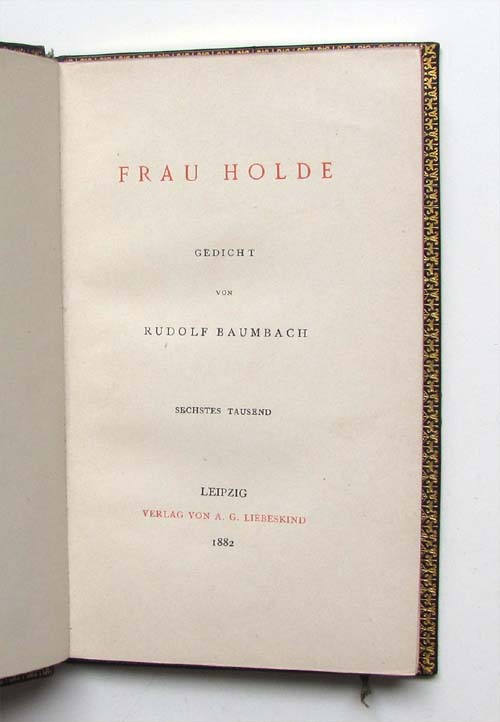 FRAU HOLDE
GEDICHT
VON
RUDOLF BAUMBACH
SECHSTES TAUSEND
LEIPZIG
VERLAG VON A. G. LIEBESKIND
1882